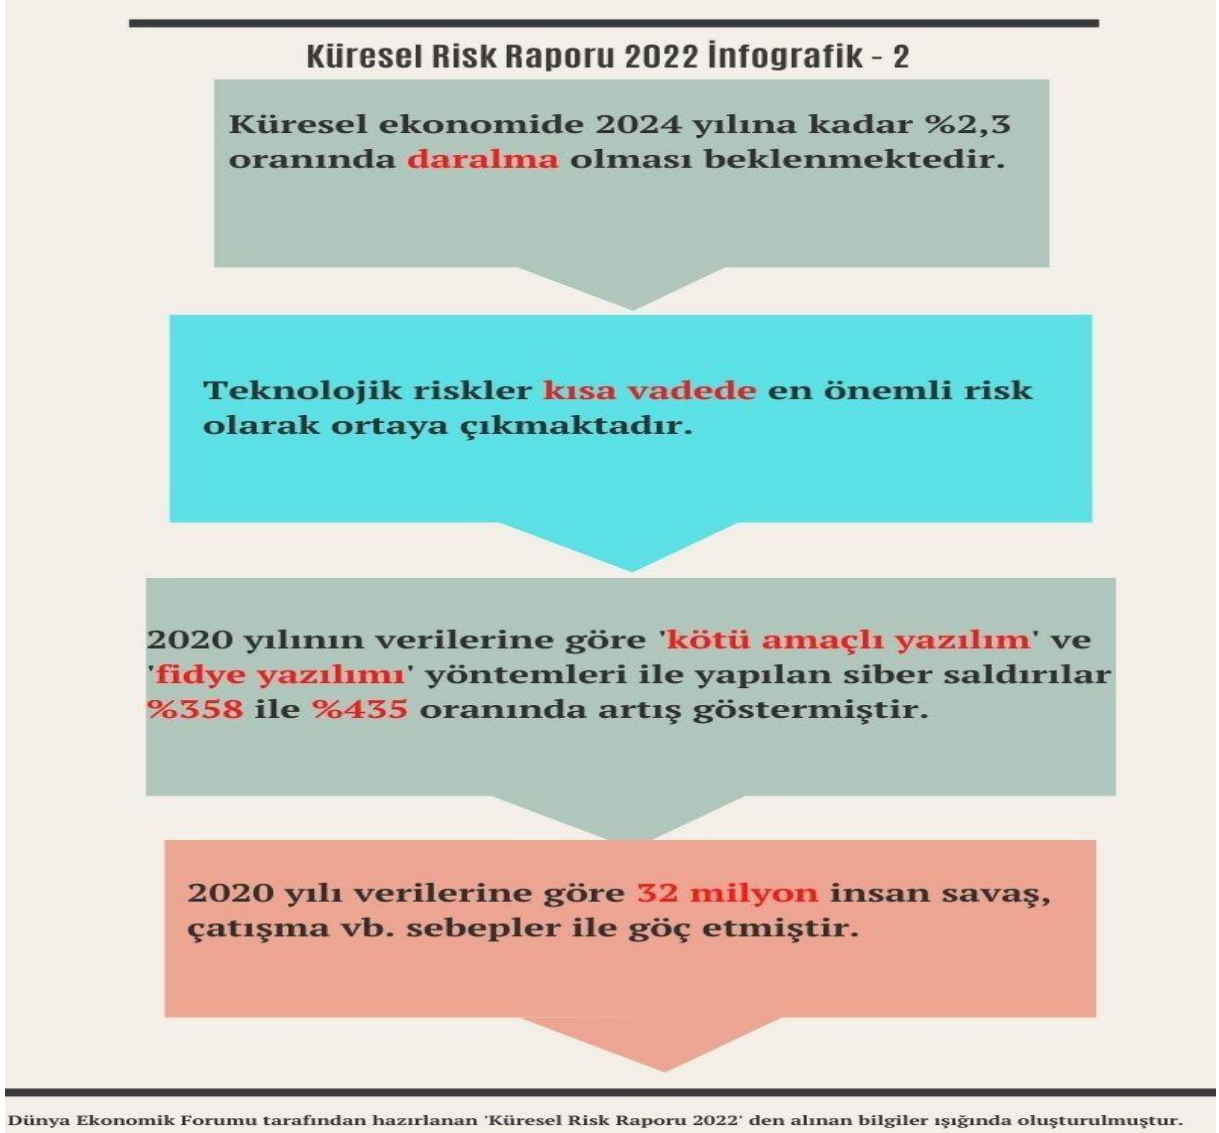 Küresel Risk Raporu 2022 İnfografik - 2
Küresel ekonomide 2024 yılına kadar %2,3
oranında daralma olması beklenmektedir.
Teknolojik riskler kısa vadede en önemli risk
olarak ortaya çıkmaktadır.
2020 yılının verilerine göre 'kötü amaçlı yazılım' ve
'fidye yazılımı' yöntemleri ile yapılan siber saldırılar
%358 ile %435 oranında artış göstermiştir.
2020 yılı verilerine göre 32 milyon insan savaş,
çatışma vb. sebepler ile göç etmiştir.
Dünya Ekonomik Forumu tarafından hazırlanan 'Küresel Risk Raporu 2022' den alınan bilgiler ışığında oluşturulmuştur.